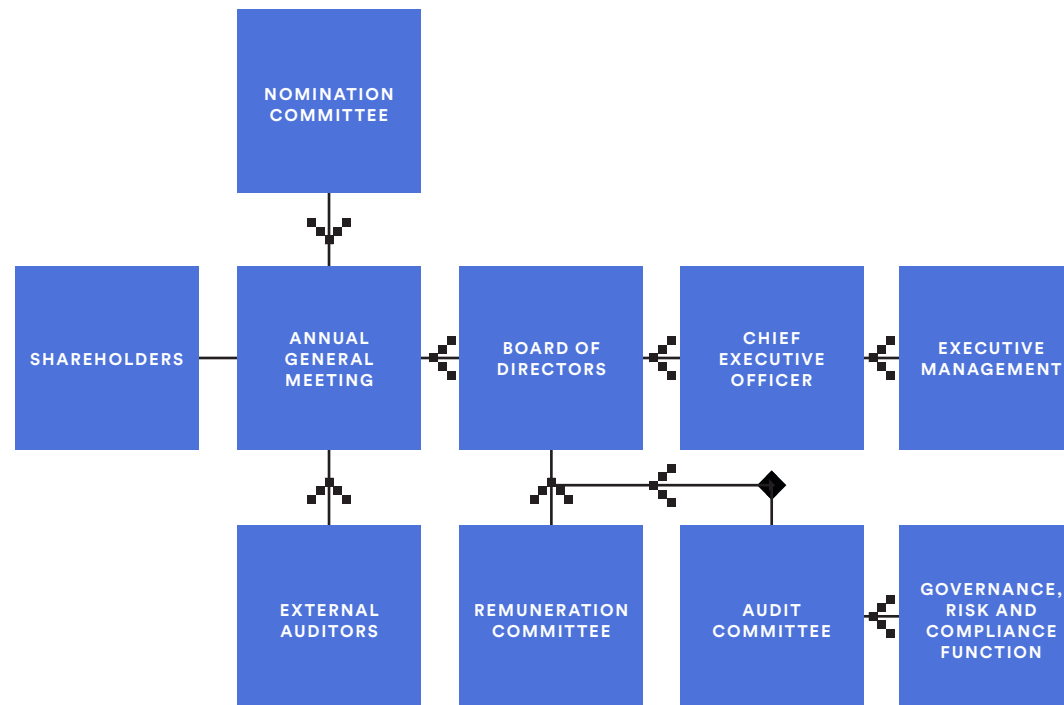 NOMINATION
COMMITTEE
SHAREHOLDERS
ANNUAL
GENERAL
MEETING
BOARD OF
DIRECTORS
CHIEF
EXECUTIVE
OFFICER
EXECUTIVE
MANAGEMENT
EXTERNAL
AUDITORS
REMUNERATION
COMMITTEE
AUDIT
COMMITTEE
GOVERNANCE,
RISK AND
COMPLIANCE
FUNCTION